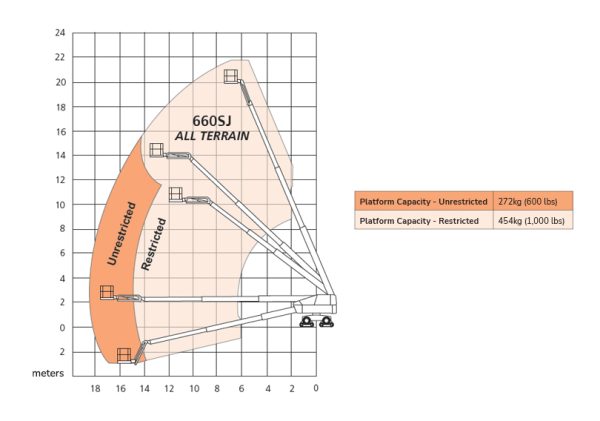 24
22
20
18
16
14
12
10
8
6
4
2
0
2
meters
18 16 14 12 10 8 6 4 2 0
660SJ
ALL TERRAIN
Unrestricted
Restricted
Platform Capacity - Unrestricted 272kg (600 lbs)
Platform Capacity - Restricted 454kg (1,000 lbs)